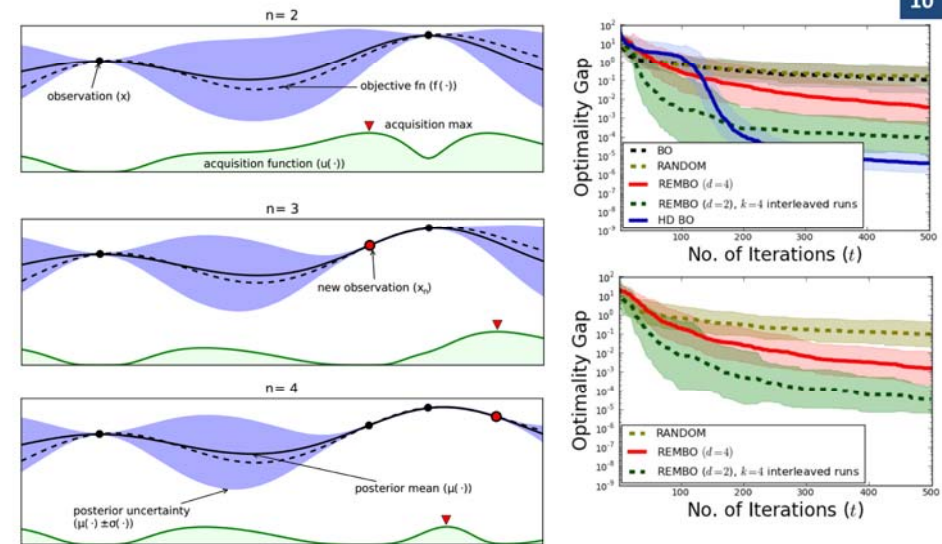 10
n= 2
observation (x)
objective fn (f(·))
acquisition max
acquisition function (u(·))
n= 3
new observation (xₙ)
n= 4
posterior mean (μ(·))
posterior uncertainty
(μ(·)±σ(·))
Optimality Gap
10²
10¹
10⁰
10⁻¹
10⁻²
10⁻³
10⁻⁴
10⁻⁵
10⁻⁶
10⁻⁷
10⁻⁸
10⁻⁹
BO
RANDOM
REMBO (d=4)
REMBO (d=2), k=4 interleaved runs
HD BO
100 200 300 400 500
No. of Iterations (t)
Optimality Gap
10²
10¹
10⁰
10⁻¹
10⁻²
10⁻³
10⁻⁴
10⁻⁵
10⁻⁶
10⁻⁷
10⁻⁸
10⁻⁹
RANDOM
REMBO (d=4)
REMBO (d=2), k=4 interleaved runs
100 200 300 400 500
No. of Iterations (t)